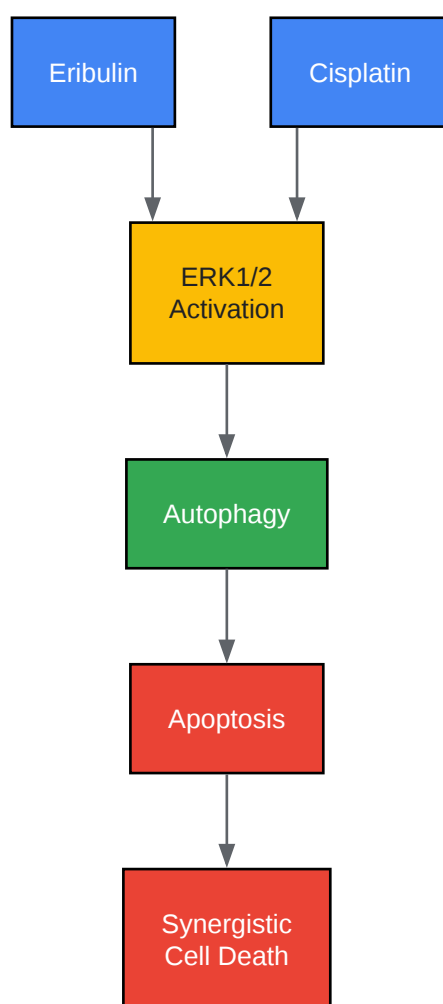 Eribulin
Cisplatin
ERK1/2
Activation
Autophagy
Apoptosis
Synergistic
Cell Death